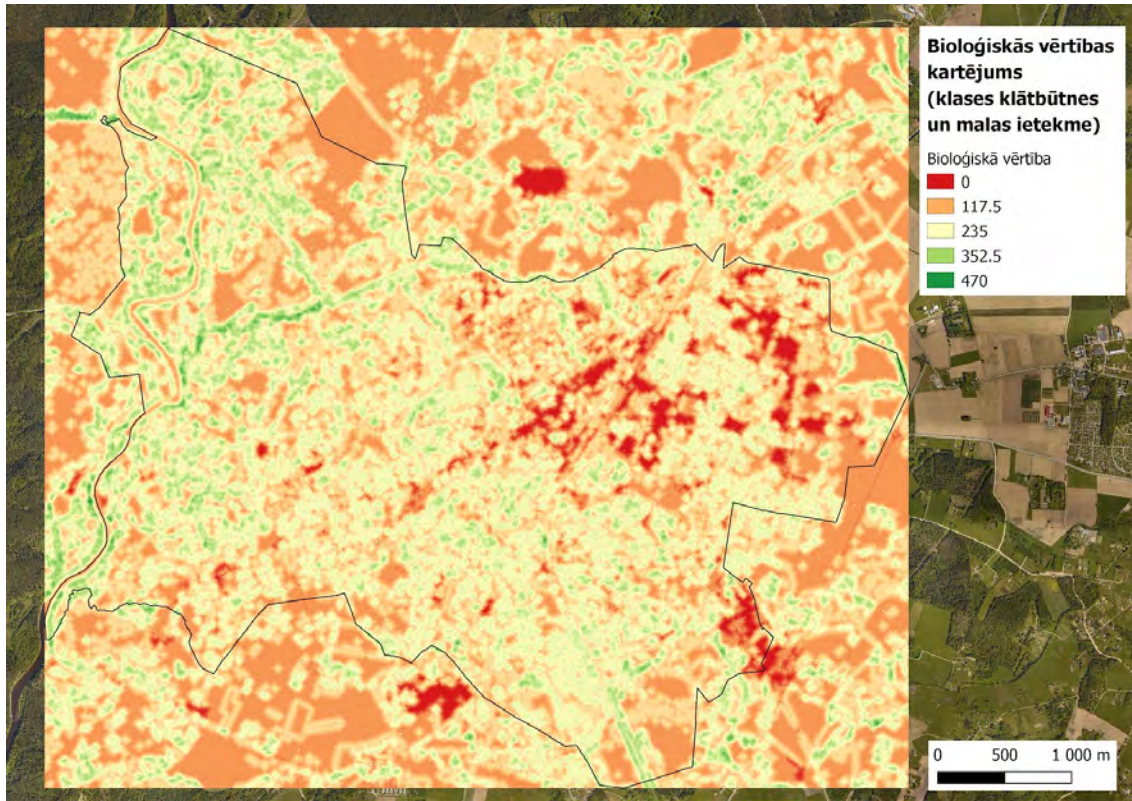 Bioloģiskās vērtības
kartējums
(klases klātbūtnes
un malas ietekme)
Bioloģiskā vērtība
0
117.5
235
352.5
470
0 500 1 000 m